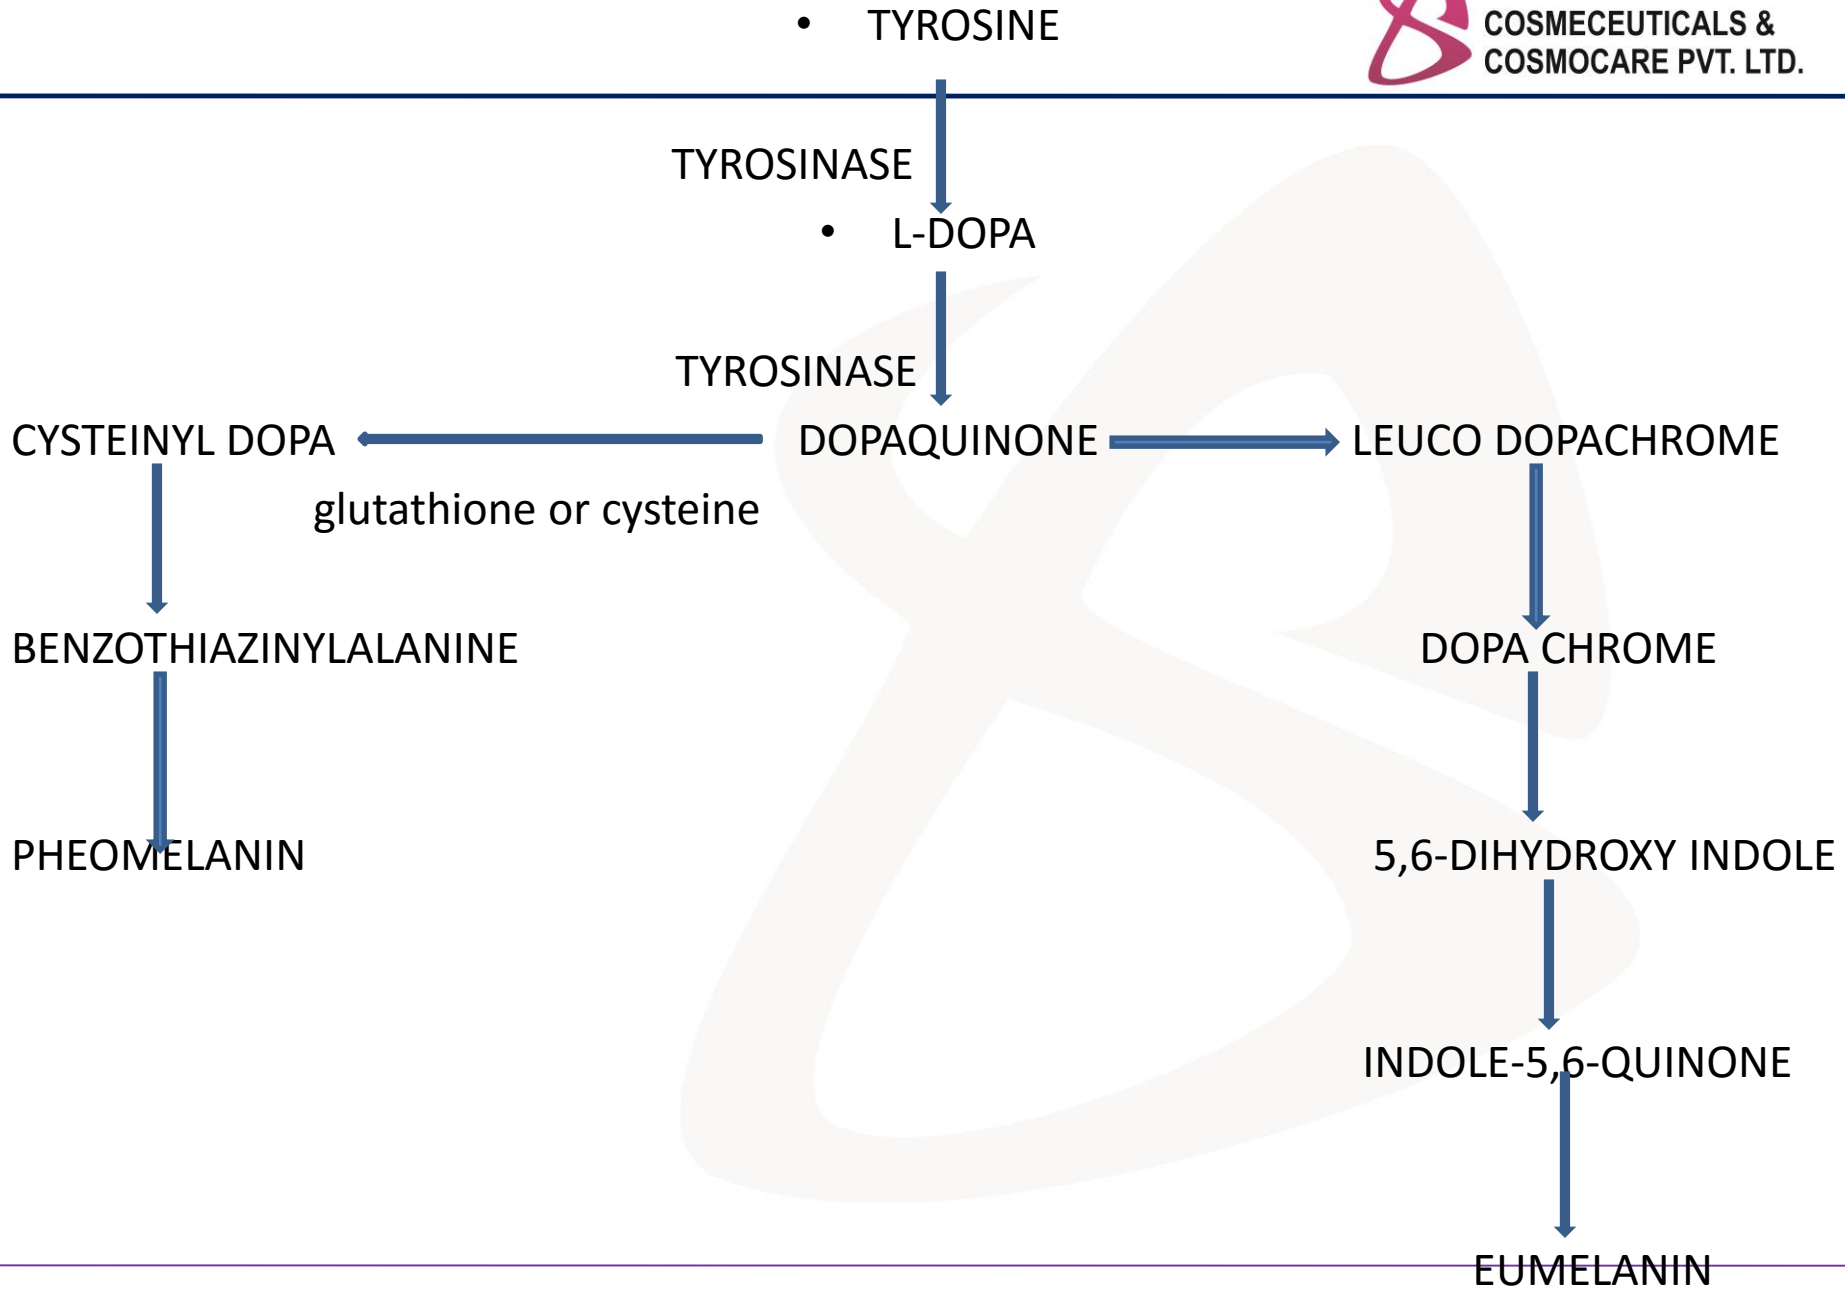 • TYROSINE
COSMECEUTICALS &
COSMOCARE PVT. LTD.
TYROSINASE
• L-DOPA
TYROSINASE
CYSTEINYL DOPA DOPAQUINONE LEUCO DOPACHROME
glutathione or cysteine
BENZOTHIAZINYLALANINE DOPA CHROME
PHEOMELANIN 5,6-DIHYDROXY INDOLE
INDOLE-5,6-QUINONE
EUMELANIN